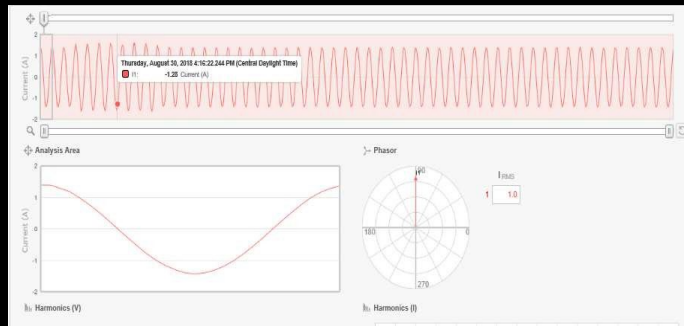 2
1
0
-1
-2
Current (A)
Thursday, August 30, 2018 4:16:22.244 PM (Central Daylight Time)
I1: -1.28 Current (A)
Analysis Area
Phasor
2
1
0
-1
-2
Current (A)
90
180
0
270
I RMS
1 1.0
Harmonics (V)
Harmonics (I)